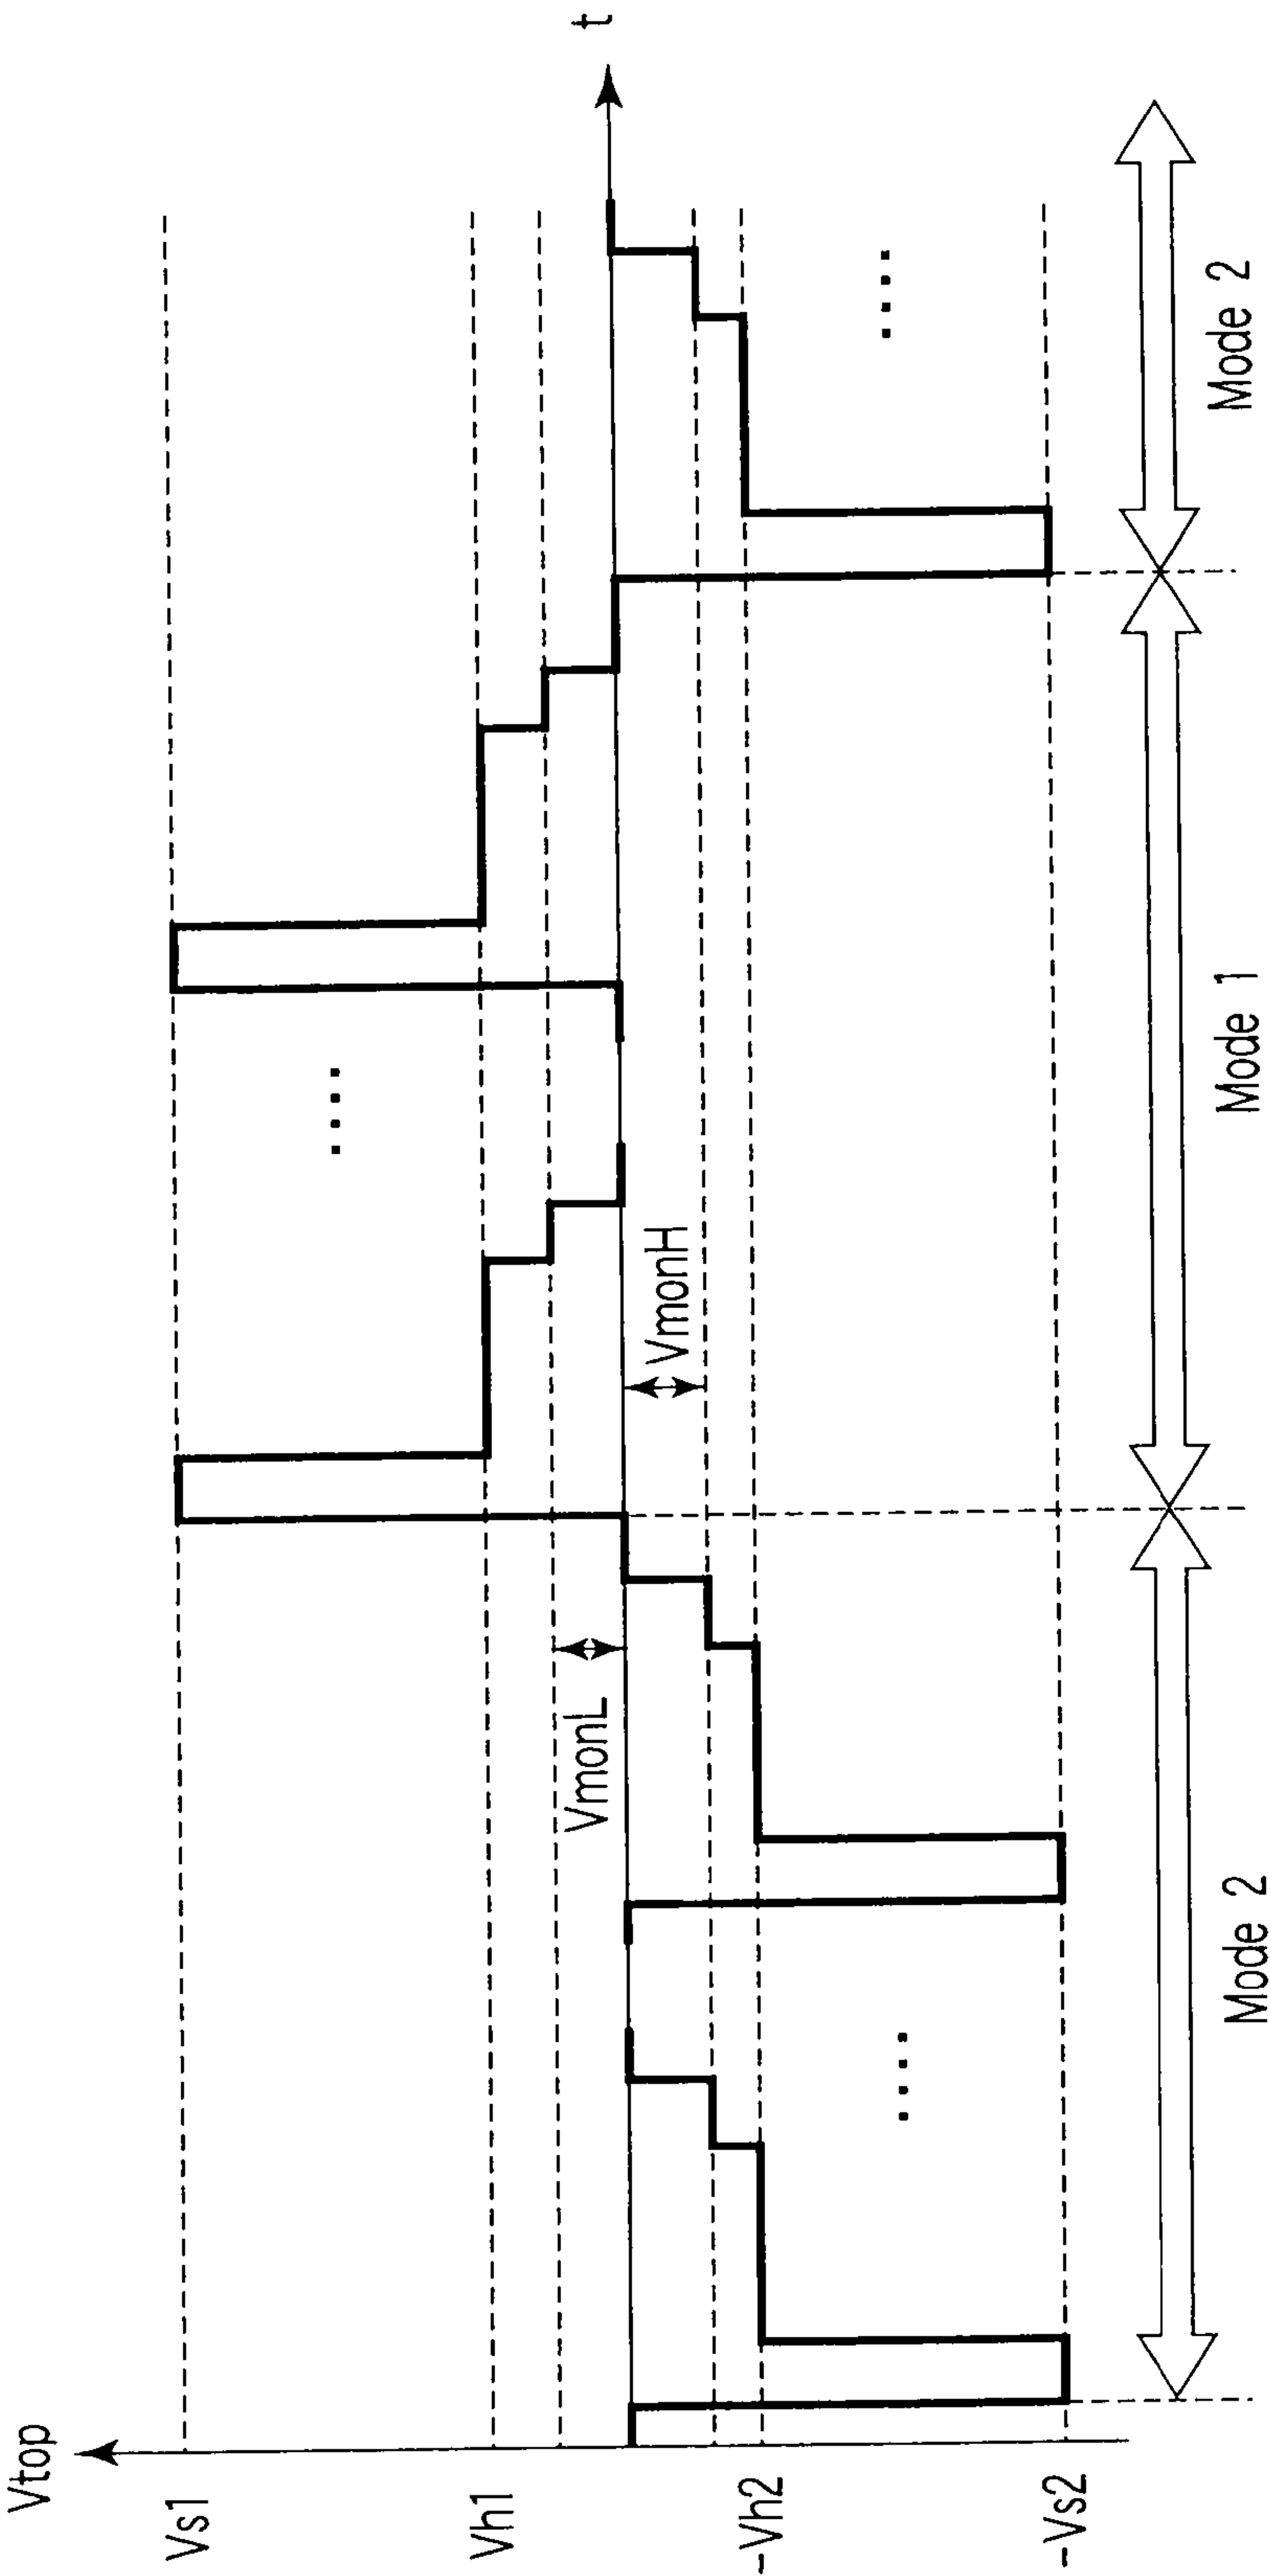 Vtop
Vs1
Vh1
-Vh2
-Vs2
VmonL
VmonH
t
Mode 2
Mode 1
Mode 2